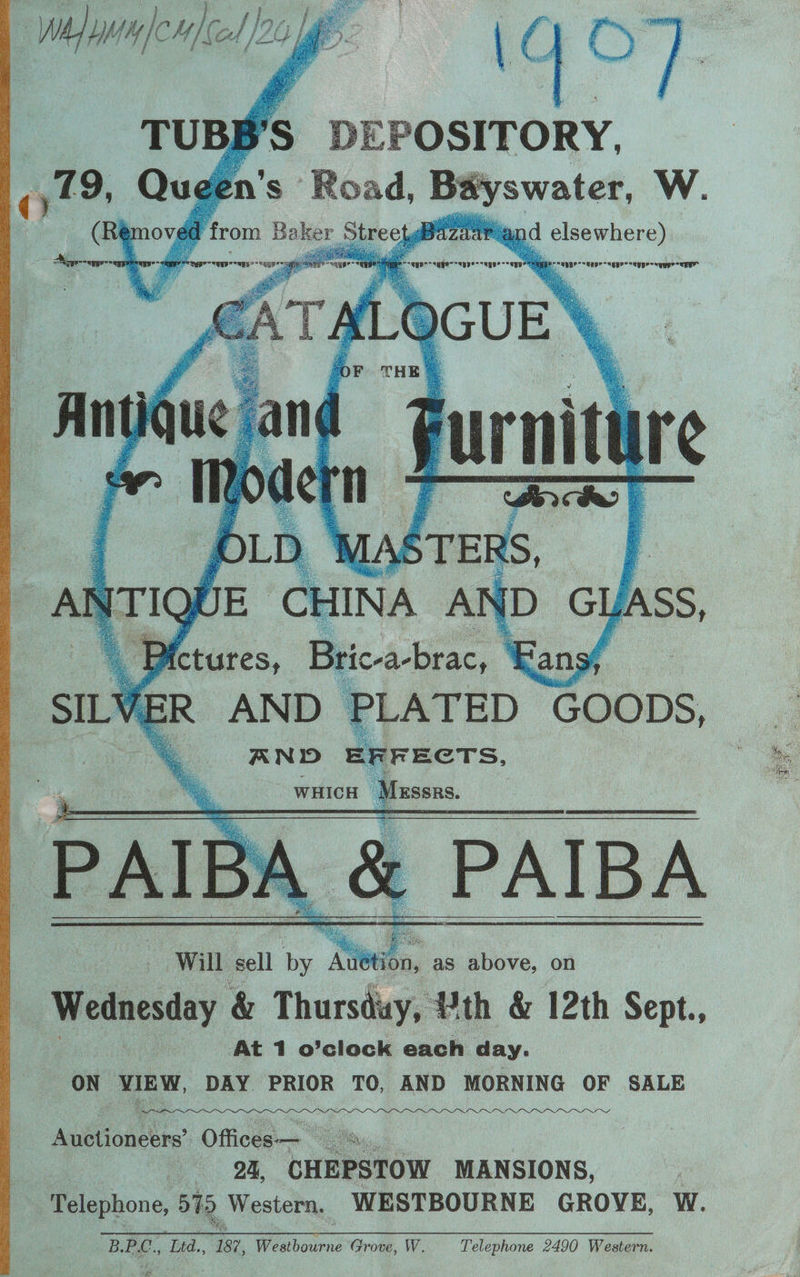 WA/HMM/CM/Sal/20/
1907
TUBB'S DEPOSITORY,
79, Queen's Road, Bayswater, W.
(Removed from Baker Street Bazaar and elsewhere)
CATALOGUE
OF THE
Antique and Modern Furniture
OLD MASTERS,
ANTIQUE CHINA AND GLASS,
Pictures, Bric-a-brac, Fans,
SILVER AND PLATED GOODS,
AND EFFECTS,
WHICH MESSRS.
PAIBA & PAIBA
Will sell by Auction, as above, on
Wednesday & Thursday, 11th & 12th Sept.,
At 1 o'clock each day.
ON VIEW, DAY PRIOR TO, AND MORNING OF SALE
Auctioneers' Offices—
24, CHEPSTOW MANSIONS,
Telephone, 575 Western. WESTBOURNE GROVE, W.
B.P.C., Ltd., 187, Westbourne Grove, W. Telephone 2490 Western.